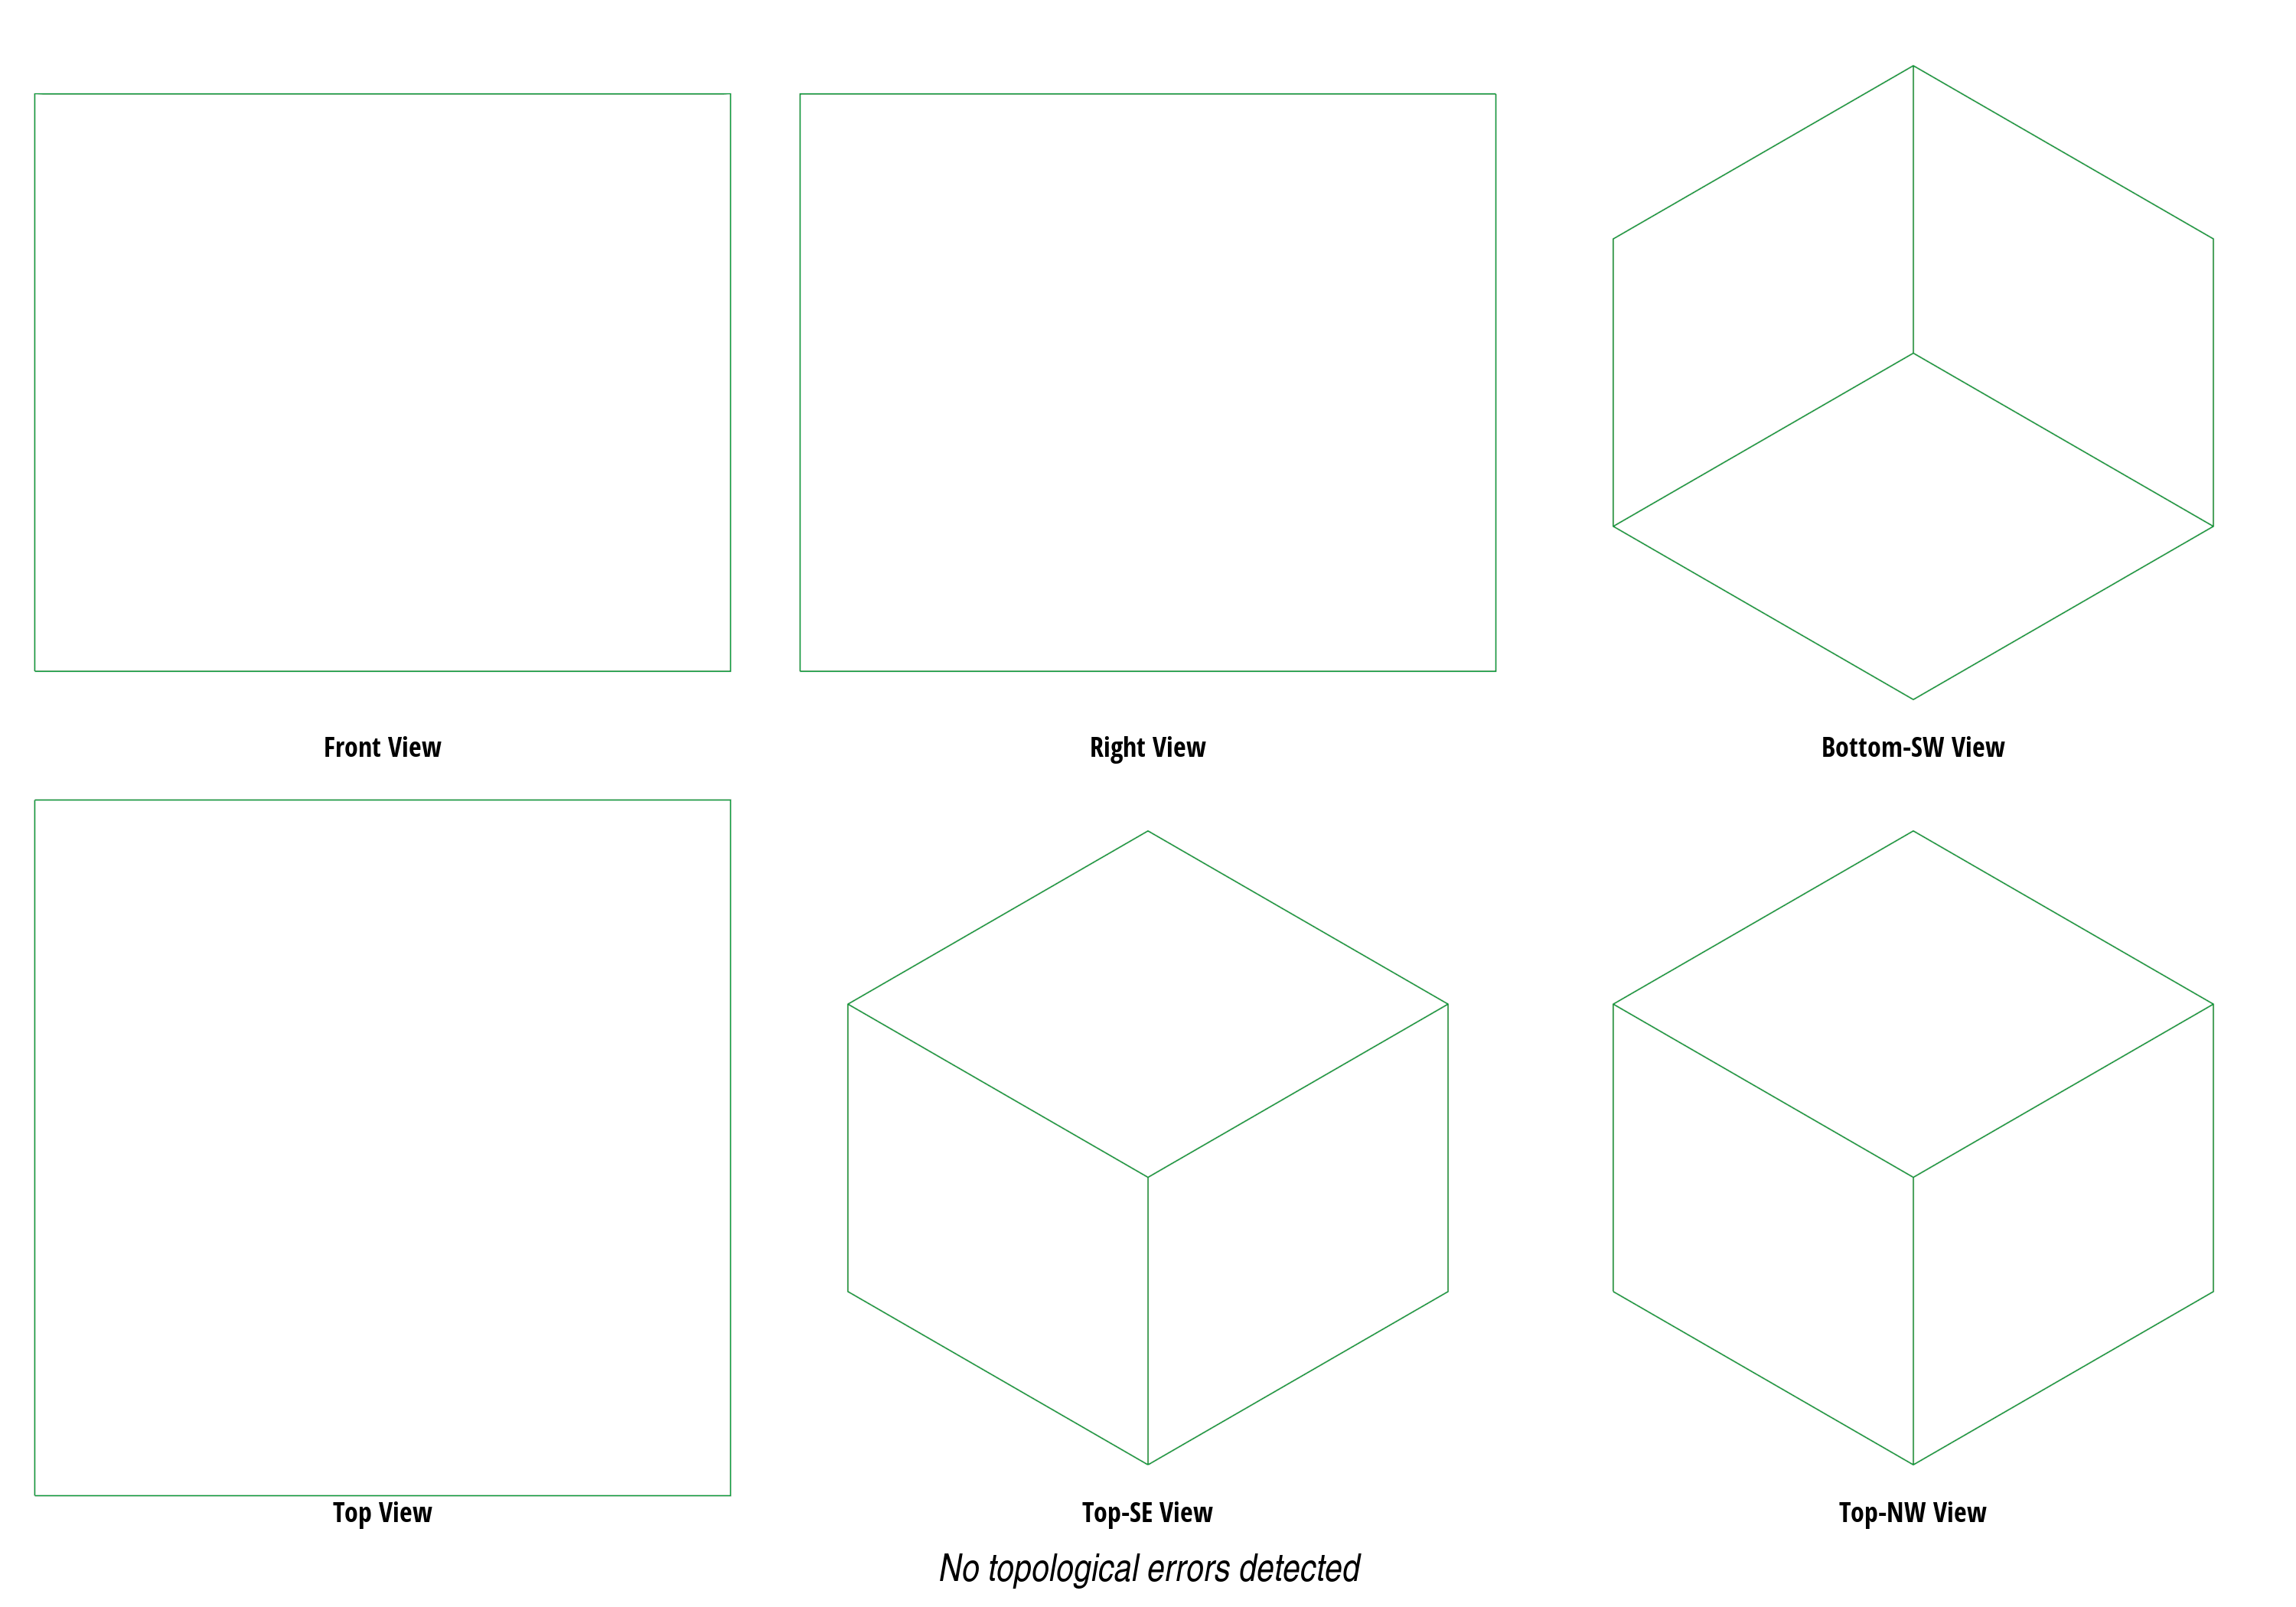 Front View
Right View
Bottom-SW View
Top View
Top-SE View
Top-NW View
No topological errors detected